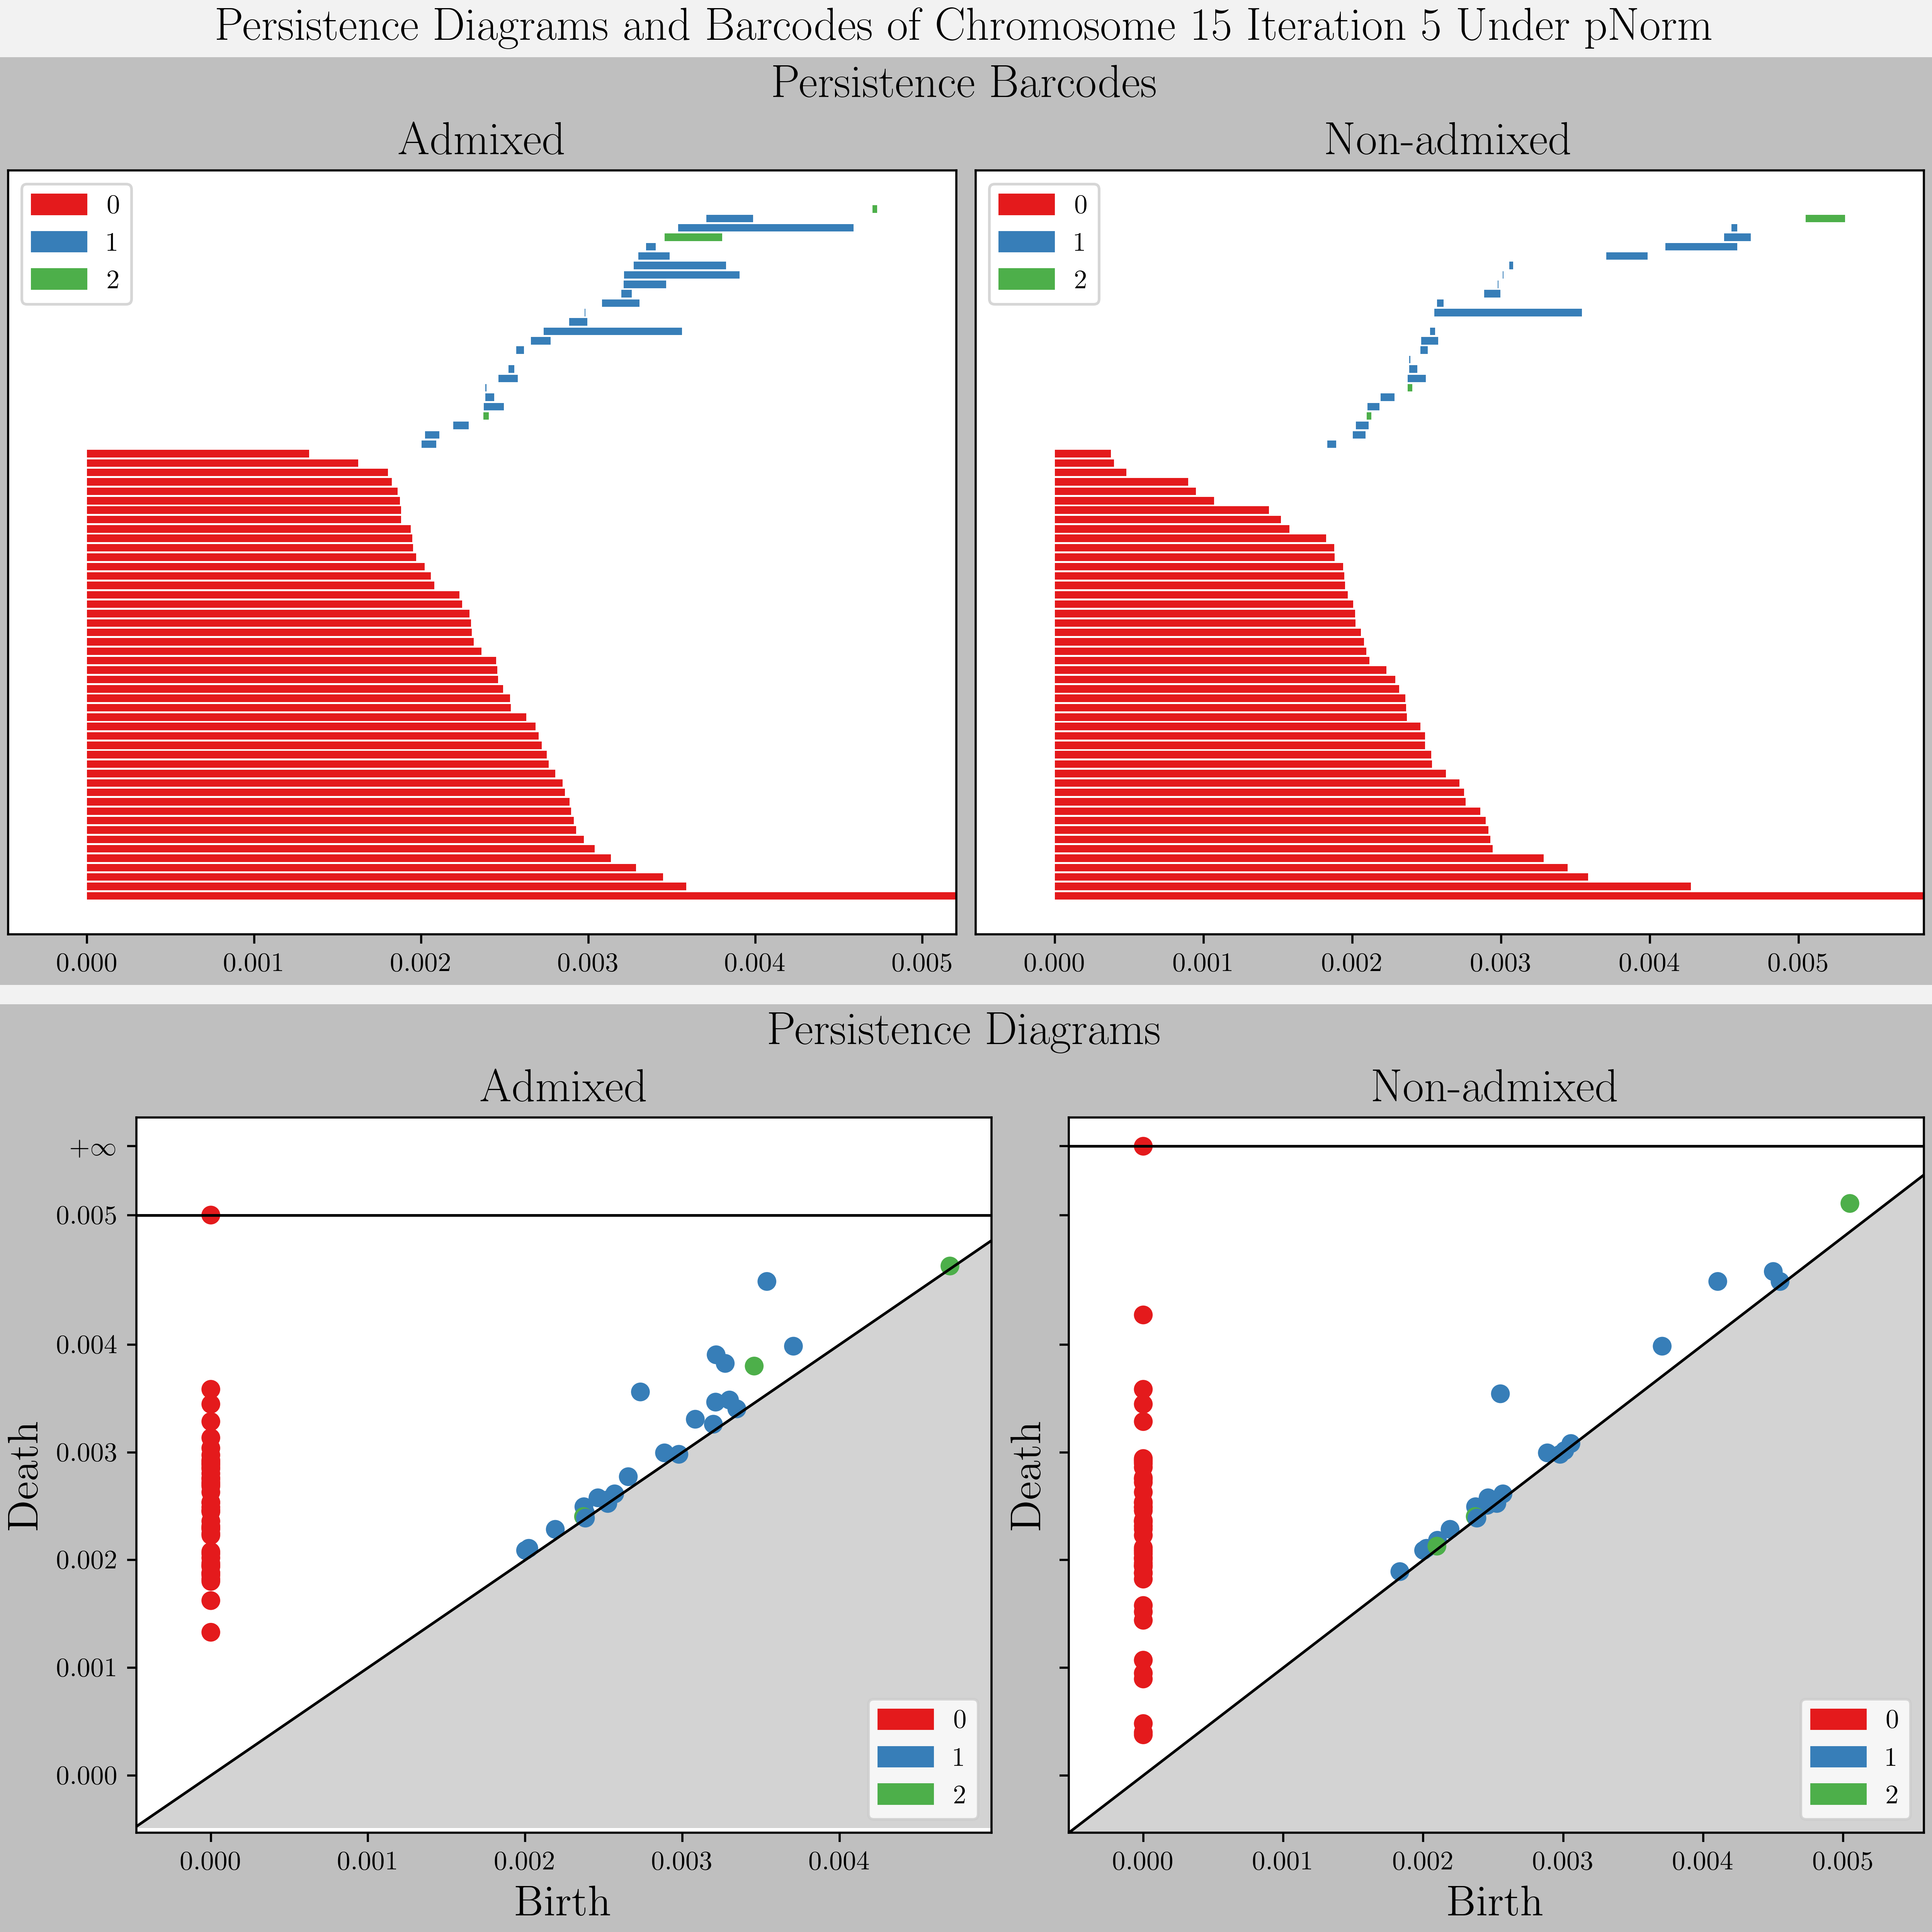 Persistence Diagrams and Barcodes of Chromosome 15 Iteration 5 Under pNorm
Persistence Barcodes
Admixed
Non-admixed
0
1
2
0
1
2
0.000 0.001 0.002 0.003 0.004 0.005
0.000 0.001 0.002 0.003 0.004 0.005
Persistence Diagrams
Admixed
Non-admixed
+∞
0.005
0.004
0.003
0.002
0.001
0.000
Death
Death
0
1
2
0
1
2
0.000 0.001 0.002 0.003 0.004
0.000 0.001 0.002 0.003 0.004 0.005
Birth
Birth